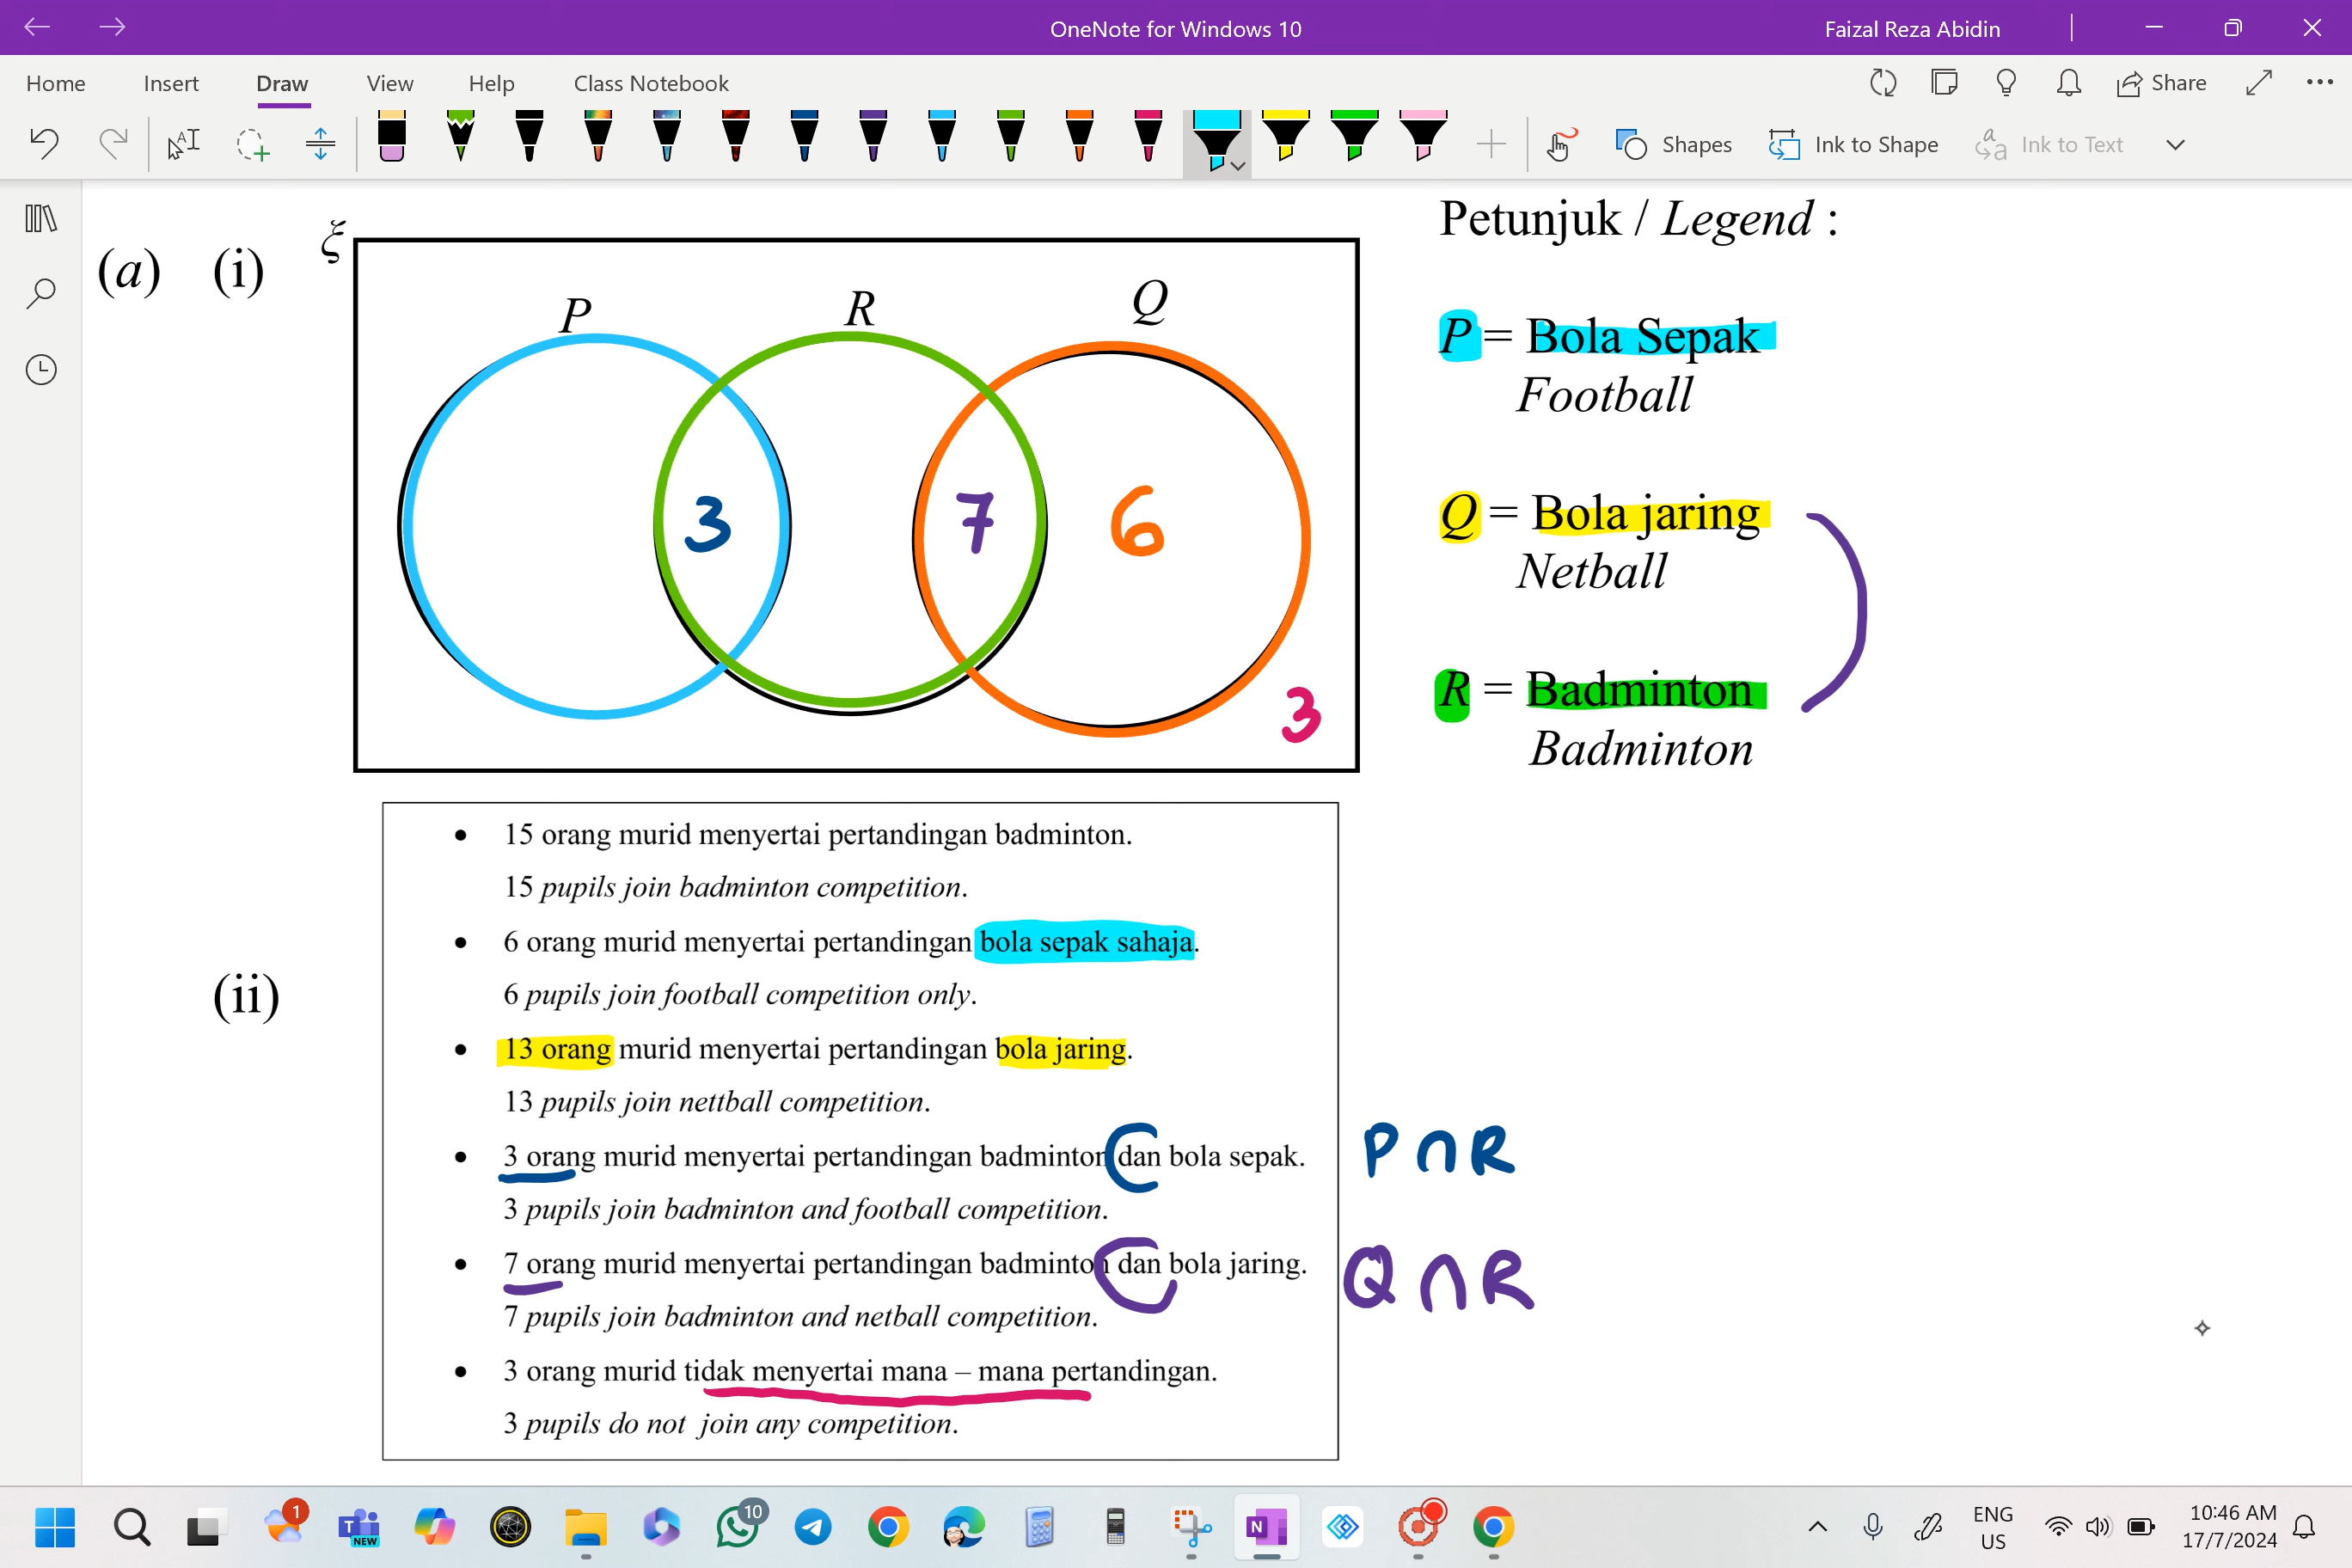 OneNote for Windows 10
Faizal Reza Abidin
Home Insert Draw View Help Class Notebook
Share
Shapes Ink to Shape Ink to Text
(a) (i) ξ
P R Q
3 7 6
3
Petunjuk / Legend :
P = Bola Sepak
Football
Q = Bola jaring
Netball
R = Badminton
Badminton
(ii)
• 15 orang murid menyertai pertandingan badminton.
15 pupils join badminton competition.
• 6 orang murid menyertai pertandingan bola sepak sahaja.
6 pupils join football competition only.
• 13 orang murid menyertai pertandingan bola jaring.
13 pupils join nettball competition.
• 3 orang murid menyertai pertandingan badminton dan bola sepak. P ∩ R
3 pupils join badminton and football competition.
• 7 orang murid menyertai pertandingan badminton dan bola jaring. Q ∩ R
7 pupils join badminton and netball competition.
• 3 orang murid tidak menyertai mana – mana pertandingan.
3 pupils do not join any competition.
1
NEW
10
ENG
US
10:46 AM
17/7/2024